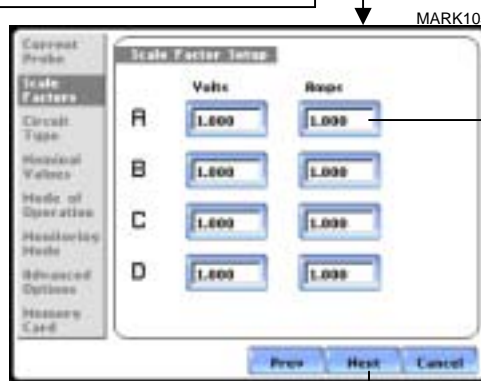 MARK10
Current
Probe
Scale
Factors
Circuit
Type
Nominal
Values
Mode of
Operation
Monitoring
Mode
Advanced
Options
Memory
Card
Scale Factor Setup
Volts Amps
A 1.000 1.000
B 1.000 1.000
C 1.000 1.000
D 1.000 1.000
Prev Next Cancel